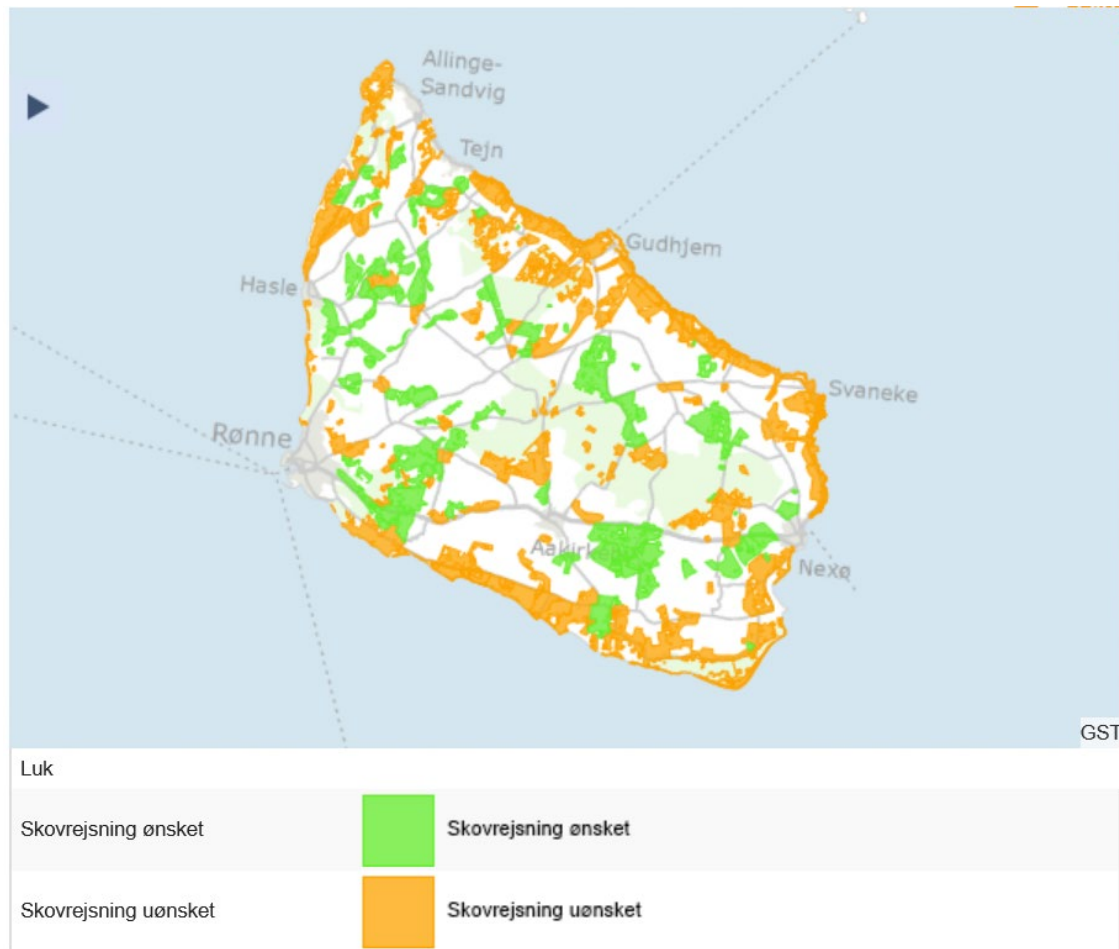 Allinge-
Sandvig
Tejn
Gudhjem
Hasle
Svaneke
Rønne
Nexø
GST
Luk
Skovrejsning ønsket Skovrejsning ønsket
Skovrejsning uønsket Skovrejsning uønsket